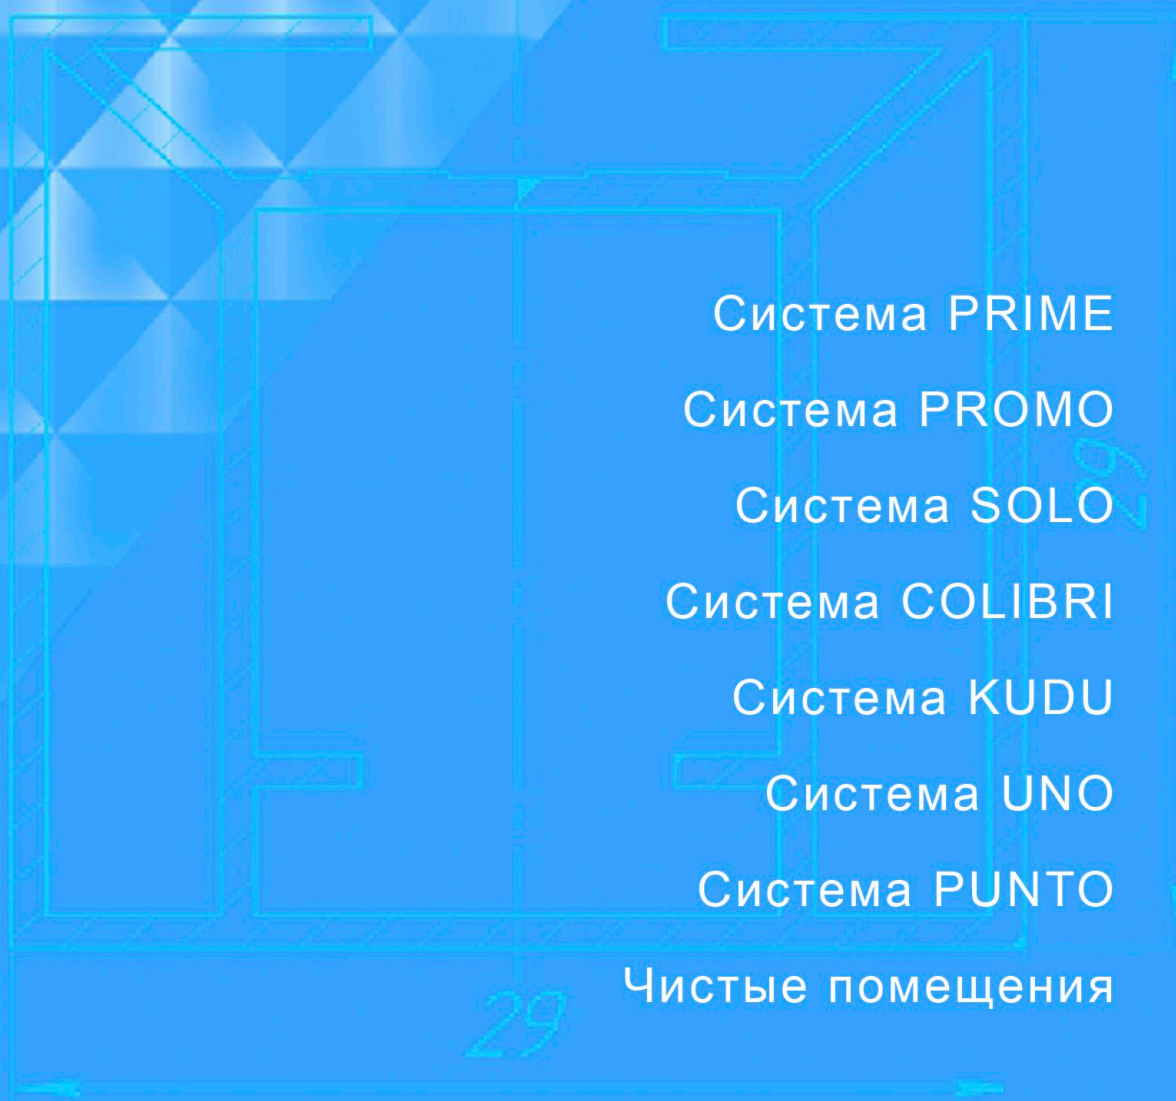 Система PRIME
Система PROMO
29
Система SOLO
Система COLIBRI
Система KUDU
Система UNO
Система PUNTO
Чистые помещения
29